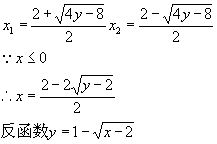 x₁ = (2+√(4y−8))/2 x₂ = (2−√(4y−8))/2
∵ x ≤ 0
∴ x = (2−2√(y−2))/2
反函数y = 1−√(x−2)